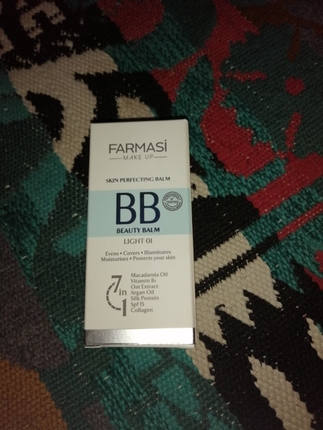 FARMASİ
MAKE UP
SKIN PERFECTING BALM
BB
BEAUTY BALM
LIGHT 01
Evens • Covers • Illuminates
Moisturises • Protects your skin
7 in 1
Macadamia Oil
Vitamin B5
Oat Extract
Argan Oil
Silk Protein
Spf 15
Collagen